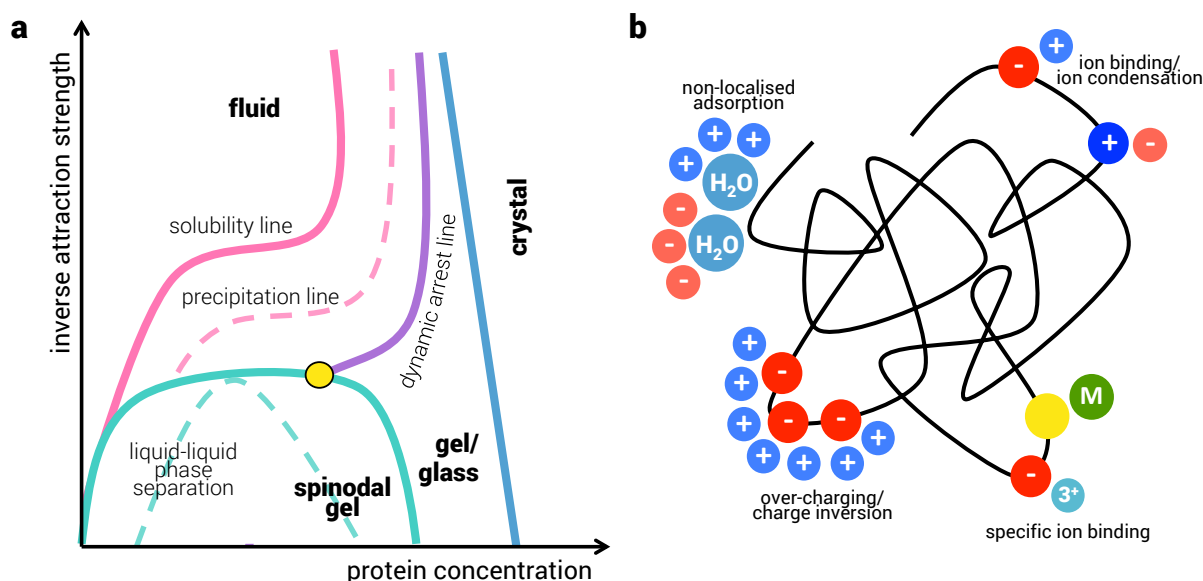 a
inverse attraction strength
fluid
solubility line
precipitation line
dynamic arrest line
crystal
liquid-liquid
phase
separation
spinodal
gel
gel/
glass
protein concentration
b
non-localised
adsorption
+
+
+
H₂O
-
-
H₂O
-
-
+
ion binding/
ion condensation
+
-
+
-
+
-
-
+
+
+
+
+
+
over-charging/
charge inversion
M
-
3+
specific ion binding